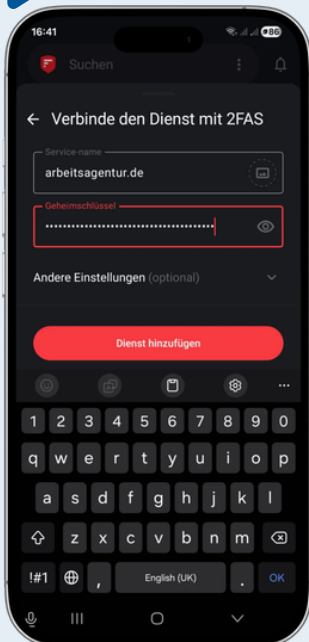 16:41
86
Suchen
Verbinde den Dienst mit 2FAS
Service-name
arbeitsagentur.de
Geheimschlüssel
••••••••••••••••••••••••••••••••••••••
Andere Einstellungen (optional)
Dienst hinzufügen
1 2 3 4 5 6 7 8 9 0
q w e r t y u i o p
a s d f g h j k l
z x c v b n m
!#1 , English (UK) . OK